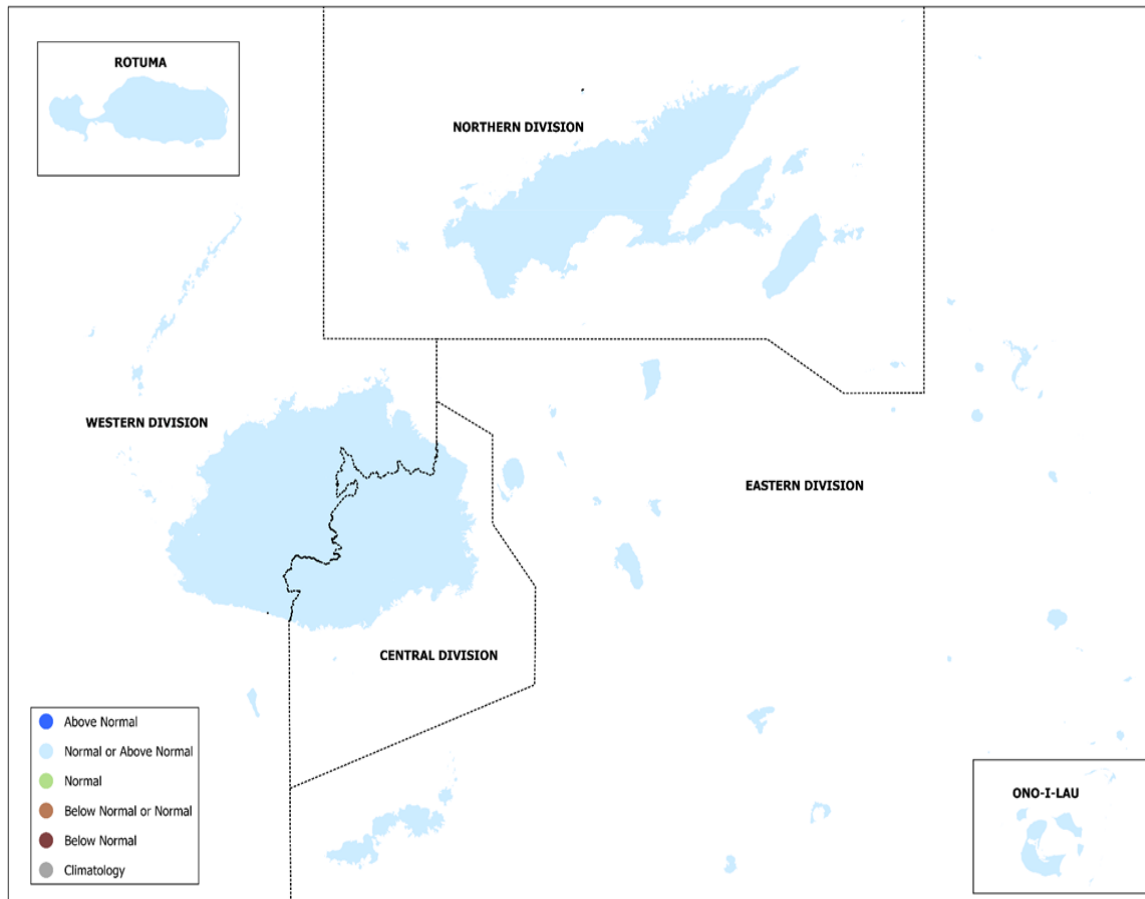 ROTUMA
NORTHERN DIVISION
WESTERN DIVISION
EASTERN DIVISION
CENTRAL DIVISION
Above Normal
Normal or Above Normal
Normal
Below Normal or Normal
Below Normal
Climatology
ONO-I-LAU